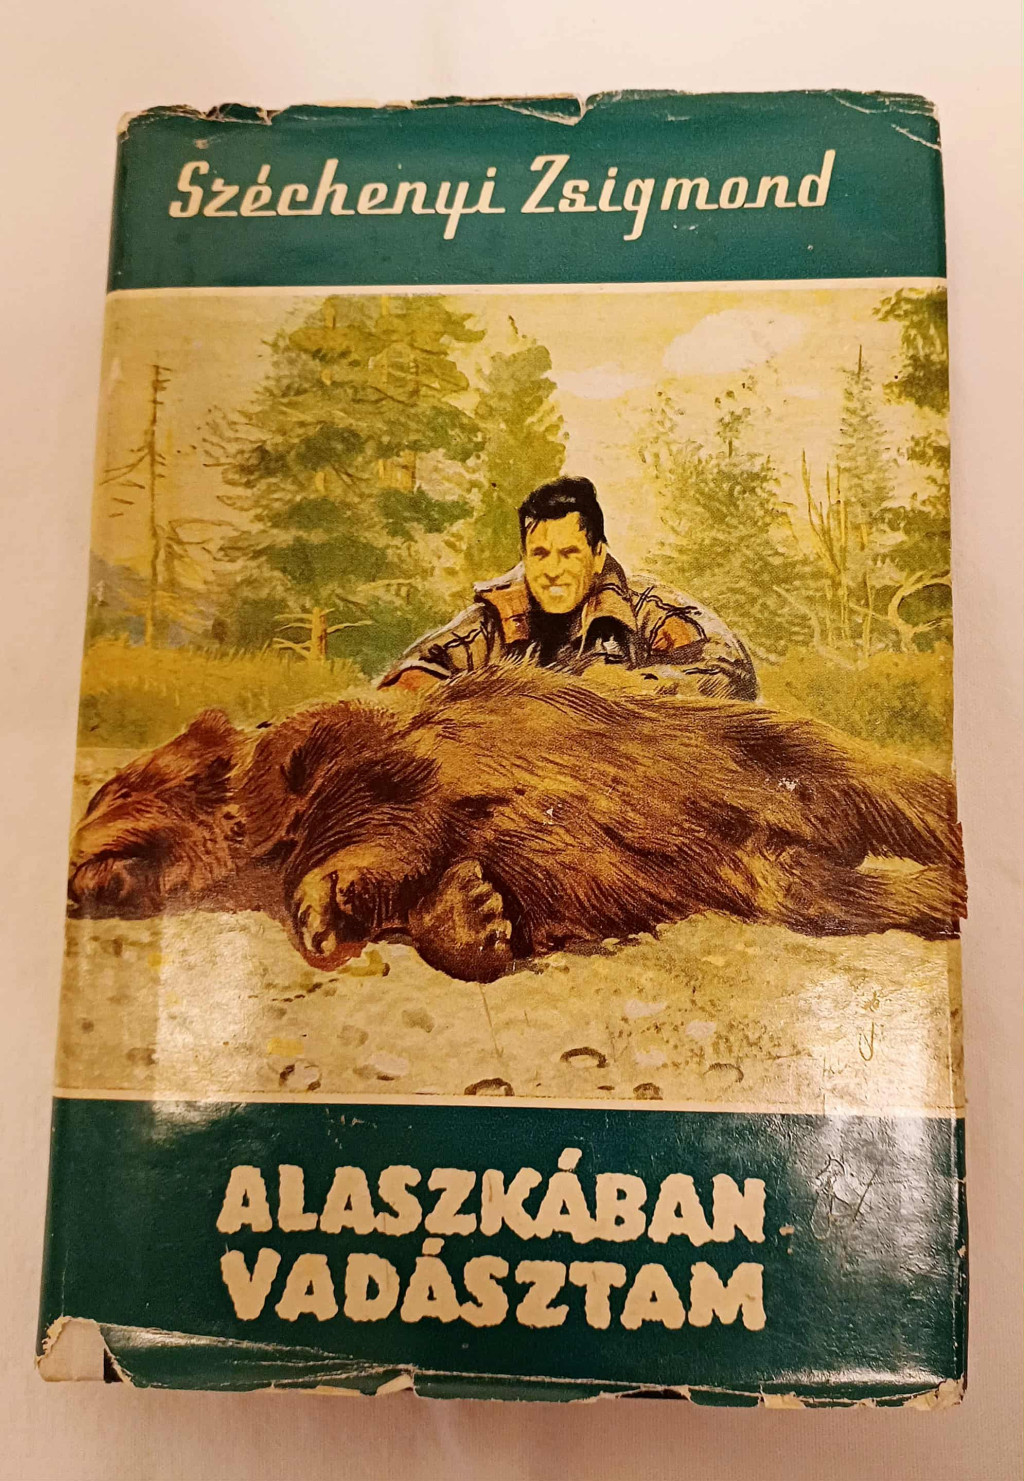 Széchenyi Zsigmond
ALASZKÁBAN
VADÁSZTAM